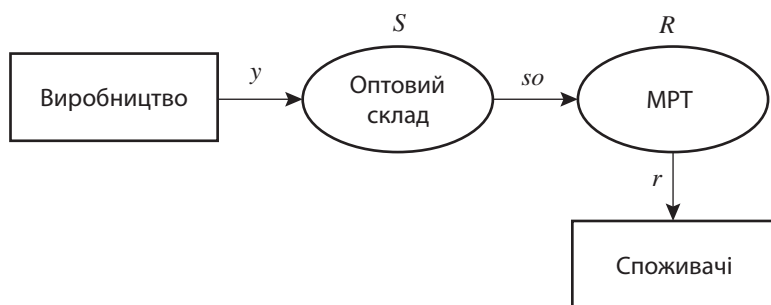 S
R
y
so
Виробництво
Оптовий
склад
МРТ
r
Споживачі